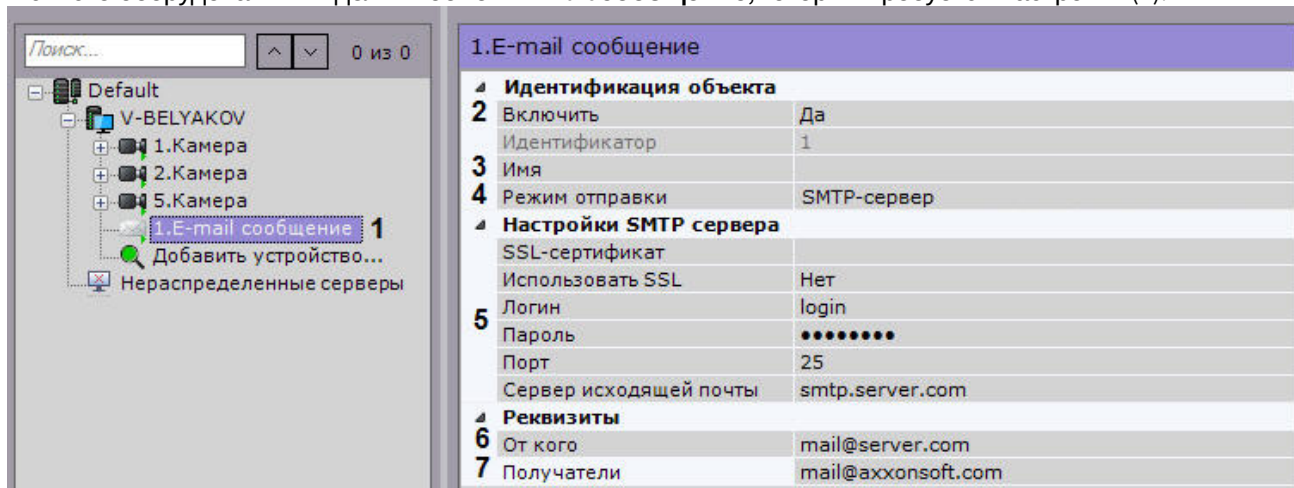 Поиск...
0 из 0
Default
V-BELYAKOV
1.Камера
2.Камера
5.Камера
1.E-mail сообщение 1
Добавить устройство...
Нераспределенные серверы
1.E-mail сообщение
Идентификация объекта
2 Включить Да
Идентификатор 1
3 Имя
4 Режим отправки SMTP-сервер
Настройки SMTP сервера
SSL-сертификат
Использовать SSL Нет
5
Логин login
Пароль ••••••••
Порт 25
Сервер исходящей почты smtp.server.com
Реквизиты
6 От кого mail@server.com
7 Получатели mail@axxonsoft.com